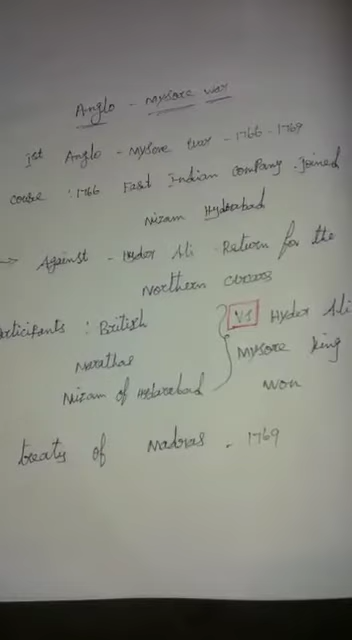 Anglo - Mysore war
1st Anglo - Mysore war - 1766 - 1769
course : 1766 East Indian company joined
Nizam Hyderabad
→ Against - Hyder Ali - Return for the
Northern circars
articipants : British
Marathas
Nizam of Hyderabad
VS Hyder Ali
Mysore king
won
treaty of Madras - 1769